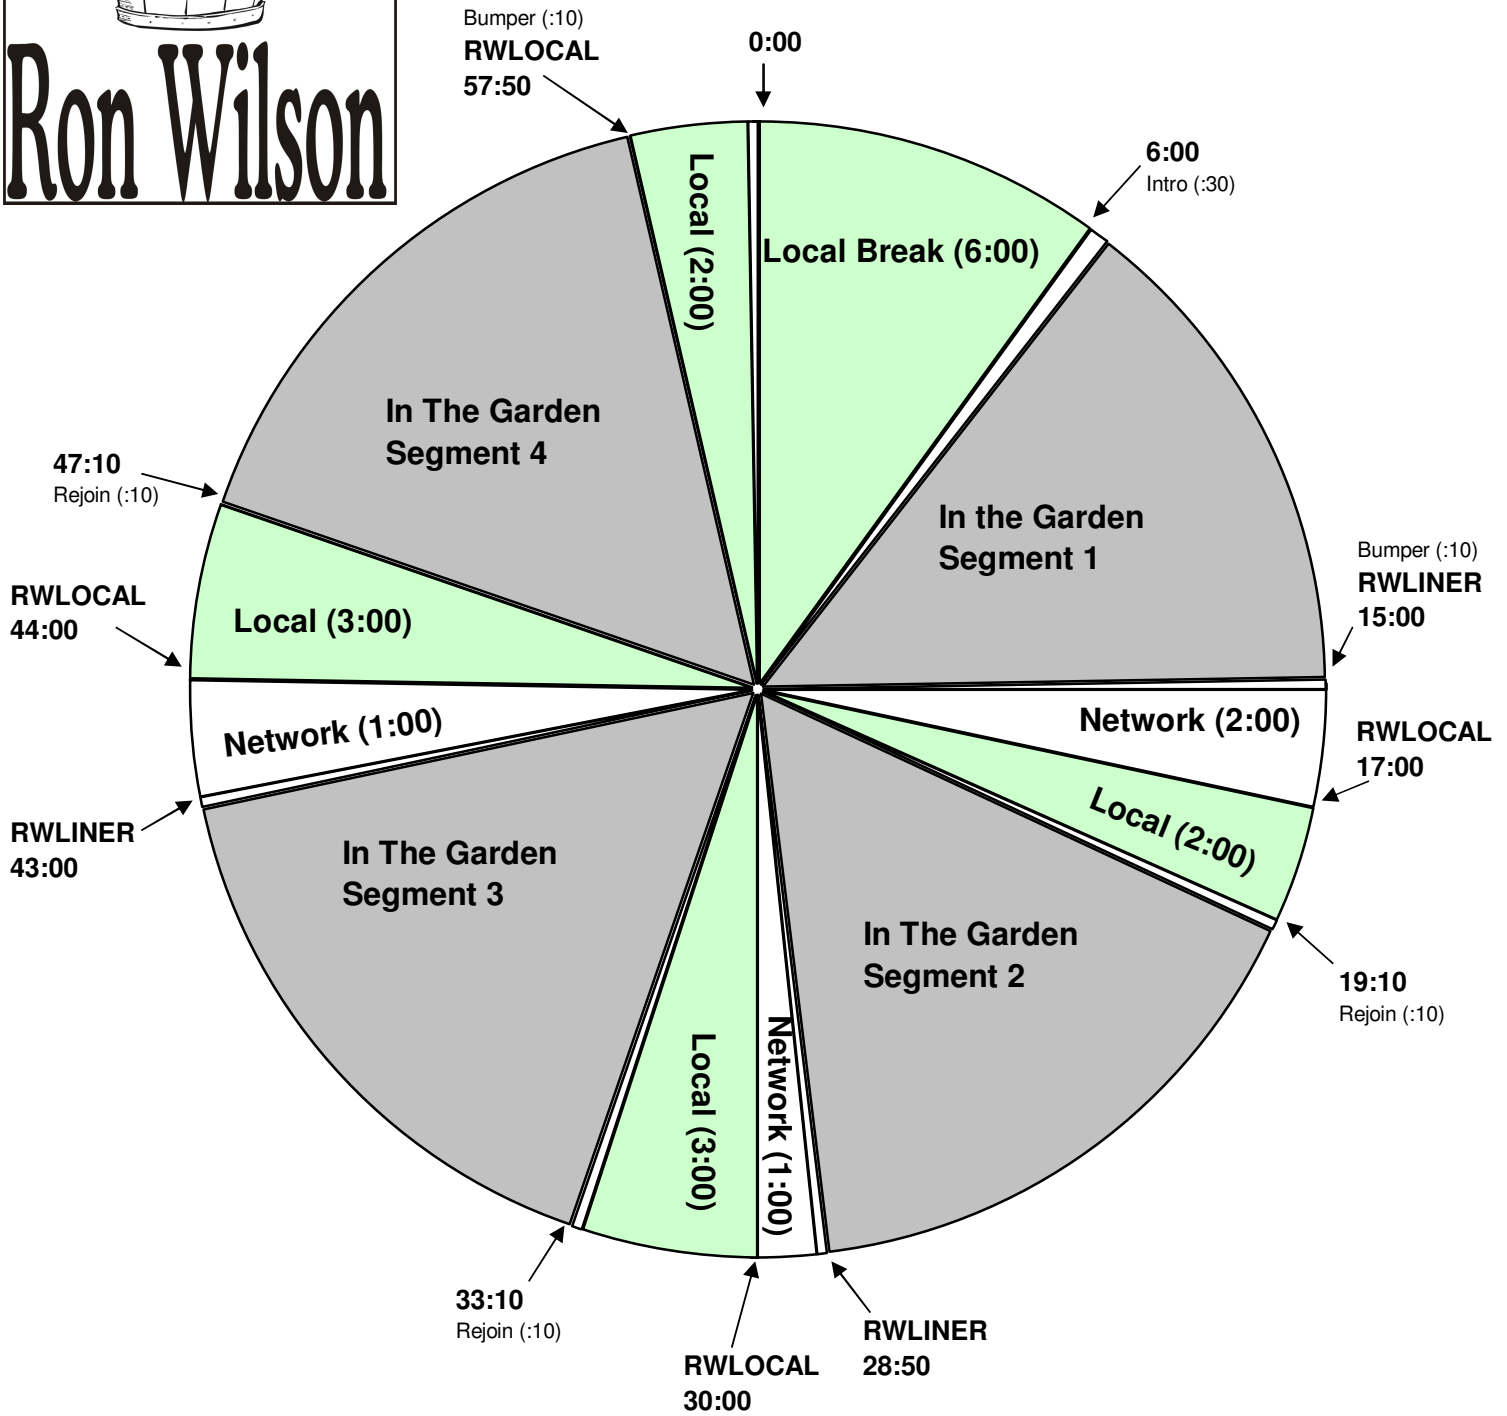 Ron Wilson
Bumper (:10)
RWLOCAL
57:50
0:00
6:00
Intro (:30)
Local (2:00)
Local Break (6:00)
In The Garden
Segment 4
47:10
Rejoin (:10)
In the Garden
Segment 1
Bumper (:10)
RWLINER
15:00
RWLOCAL
44:00
Local (3:00)
Network (1:00)
Network (2:00)
RWLOCAL
17:00
Local (2:00)
RWLINER
43:00
In The Garden
Segment 3
In The Garden
Segment 2
19:10
Rejoin (:10)
Local (3:00)
Network (1:00)
33:10
Rejoin (:10)
RWLOCAL
30:00
RWLINER
28:50